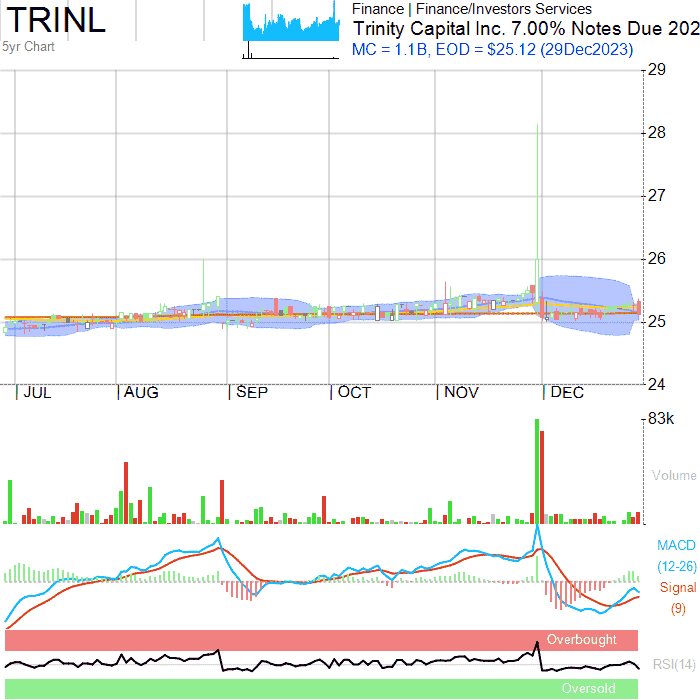 TRINL
5yr Chart
Finance | Finance/Investors Services
Trinity Capital Inc. 7.00% Notes Due 202
MC = 1.1B, EOD = $25.12 (29Dec2023)
29
28
27
26
25
24
JUL AUG SEP OCT NOV DEC
83k
Volume
MACD
(12-26)
Signal
(9)
Overbought
RSI(14)
Oversold